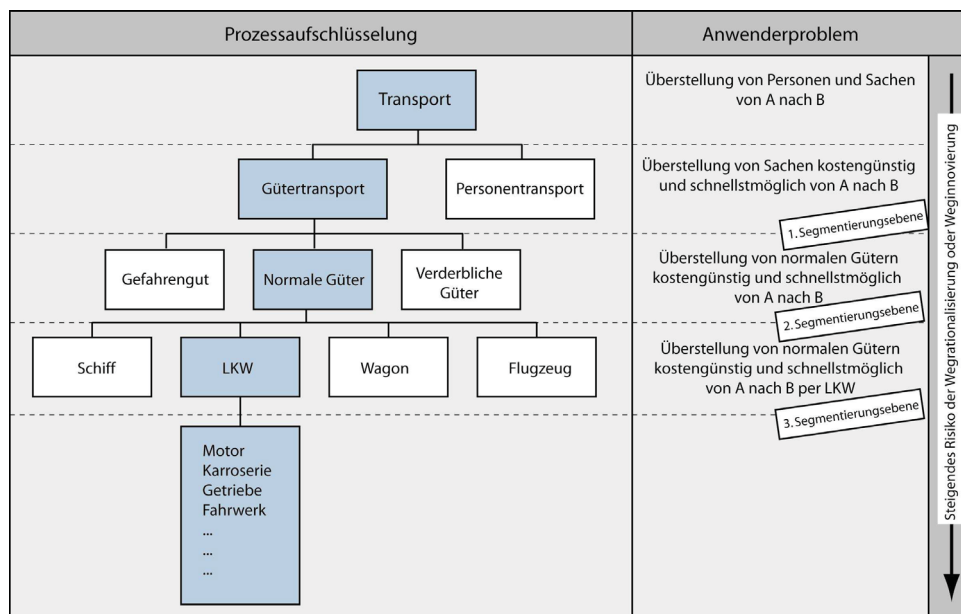 Prozessaufschlüsselung
Anwenderproblem
Transport
Überstellung von Personen und Sachen
von A nach B
Gütertransport
Personentransport
Überstellung von Sachen kostengünstig
und schnellstmöglich von A nach B
1. Segmentierungsebene
Gefahrengut
Normale Güter
Verderbliche
Güter
Überstellung von normalen Gütern
kostengünstig und schnellstmöglich
von A nach B
2. Segmentierungsebene
Schiff
LKW
Wagon
Flugzeug
Überstellung von normalen Gütern
kostengünstig und schnellstmöglich
von A nach B per LKW
3. Segmentierungsebene
Motor
Karroserie
Getriebe
Fahrwerk
...
...
...
Steigendes Risiko der Wegrationalisierung oder Weginnovierung